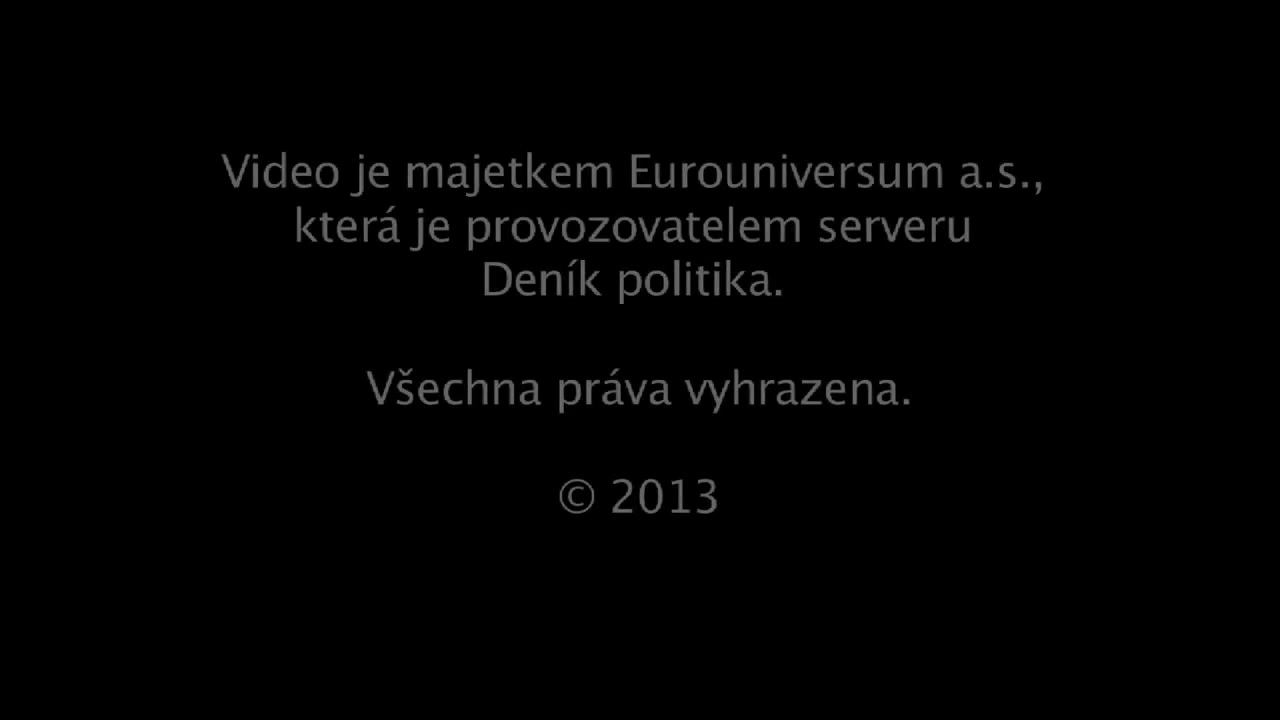 Video je majetkem Eurouniversum a.s.,
která je provozovatelem serveru
Deník politika.
Všechna práva vyhrazena.
© 2013